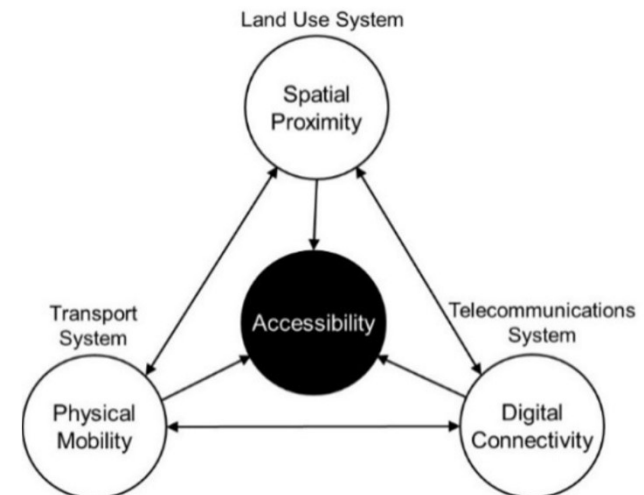 Land Use System
Spatial
Proximity
Accessibility
Transport
System
Telecommunications
System
Physical
Mobility
Digital
Connectivity